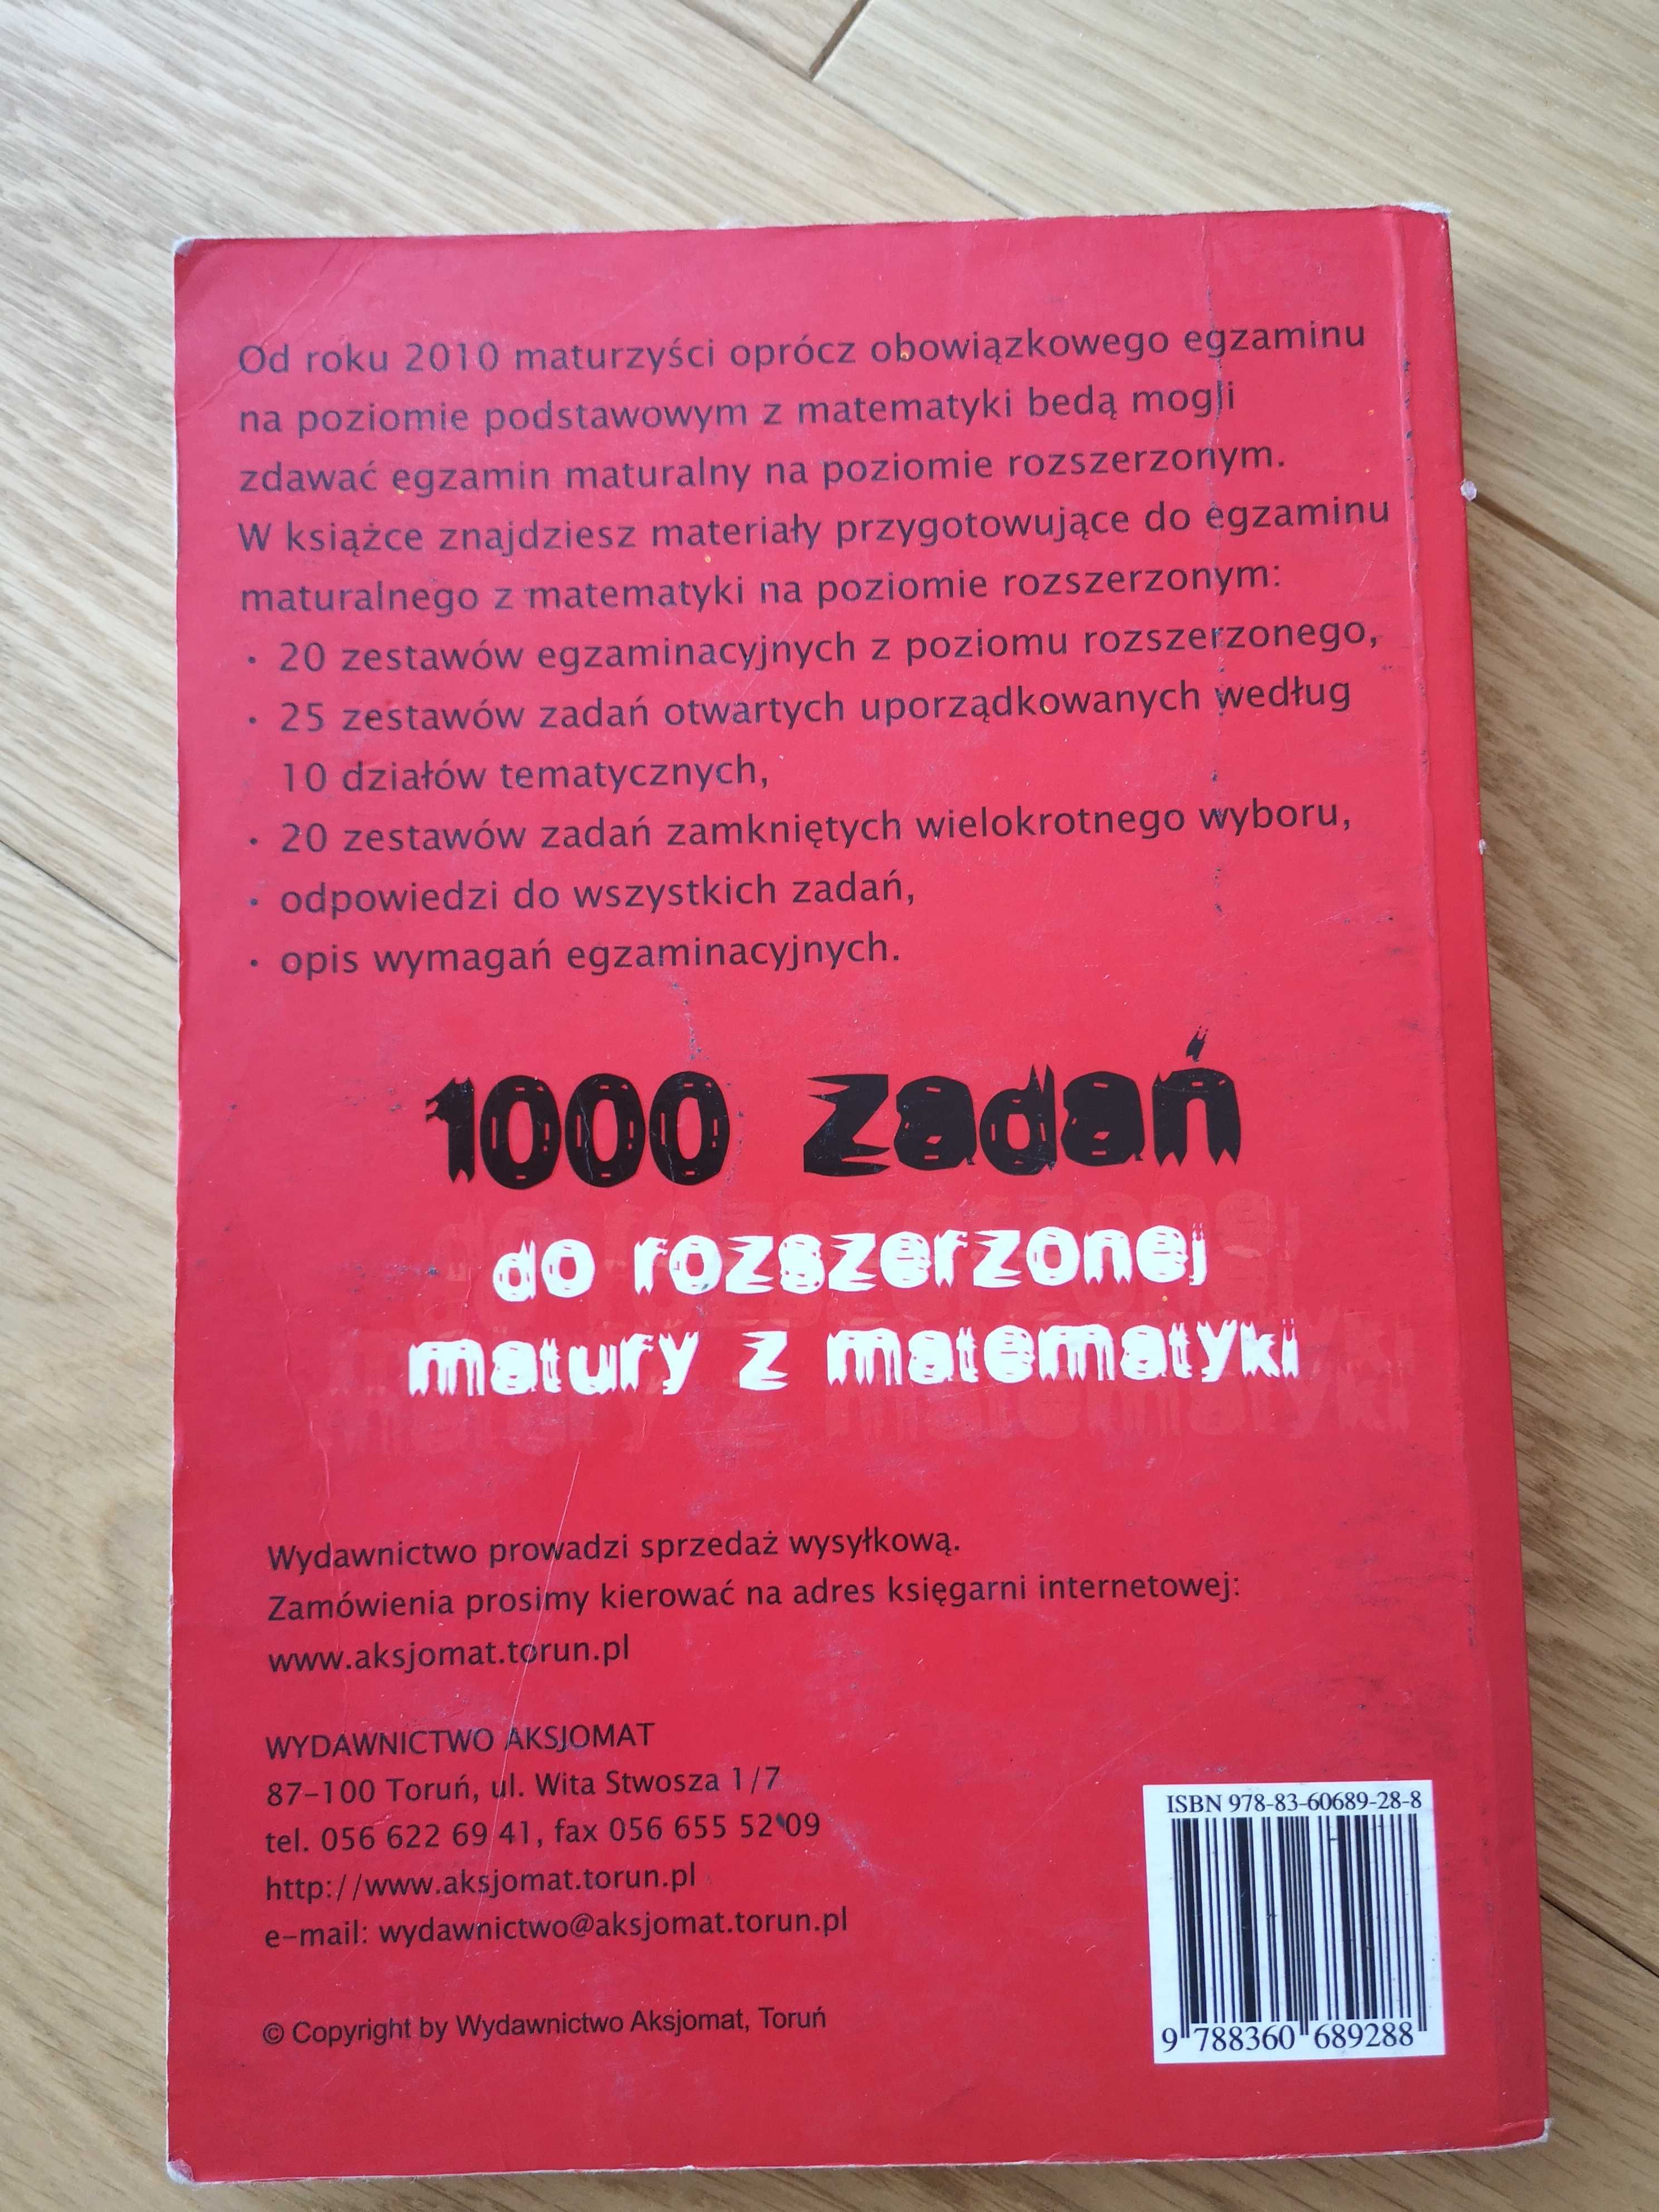 Od roku 2010 maturzyści oprócz obowiązkowego egzaminu
na poziomie podstawowym z matematyki bedą mogli
zdawać egzamin maturalny na poziomie rozszerzonym.
W książce znajdziesz materiały przygotowujące do egzaminu
maturalnego z matematyki na poziomie rozszerzonym:
· 20 zestawów egzaminacyjnych z poziomu rozszerzonego,
· 25 zestawów zadań otwartych uporządkowanych według
10 działów tematycznych,
· 20 zestawów zadań zamkniętych wielokrotnego wyboru,
· odpowiedzi do wszystkich zadań,
· opis wymagań egzaminacyjnych.
1000 zadań
do rozszerzonej
matury z matematyki
Wydawnictwo prowadzi sprzedaż wysyłkową.
Zamówienia prosimy kierować na adres księgarni internetowej:
www.aksjomat.torun.pl
WYDAWNICTWO AKSJOMAT
87-100 Toruń, ul. Wita Stwosza 1/7
tel. 056 622 69 41, fax 056 655 52 09
http://www.aksjomat.torun.pl
e-mail: wydawnictwo@aksjomat.torun.pl
© Copyright by Wydawnictwo Aksjomat, Toruń
ISBN 978-83-60689-28-8
9 788360 689288